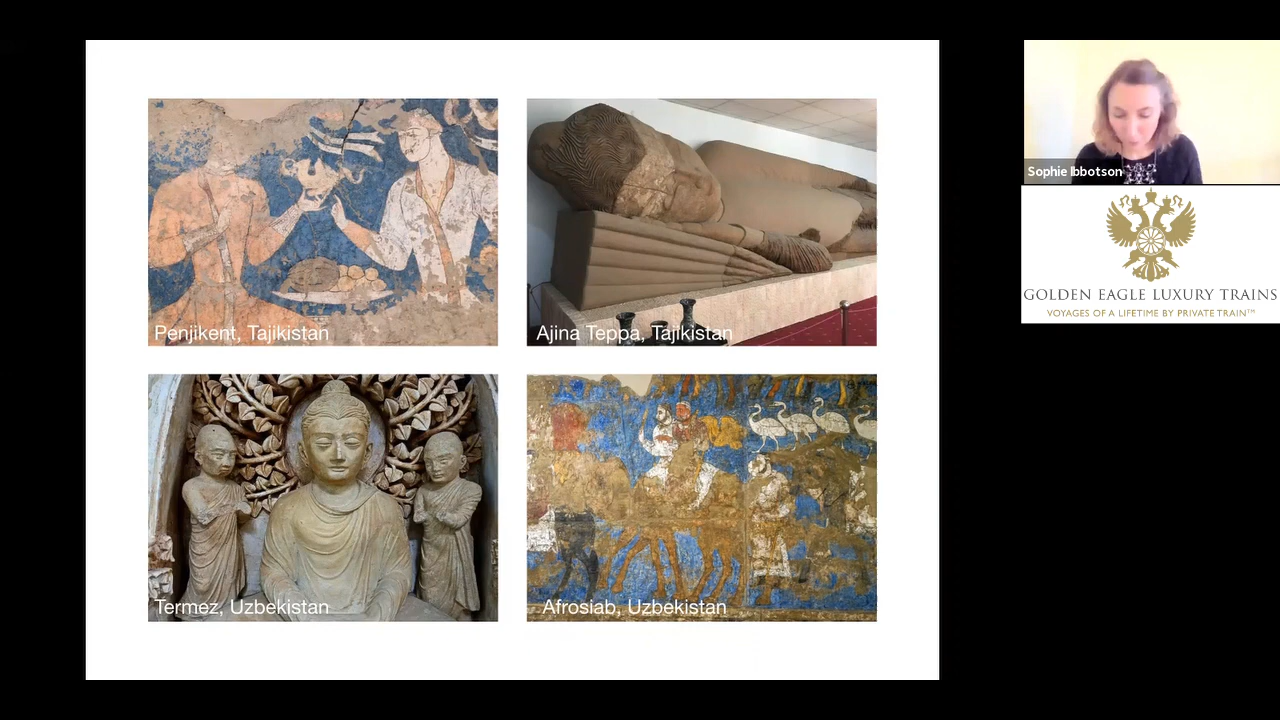 Penjikent, Tajikistan
Ajina Teppa, Tajikistan
Termez, Uzbekistan
Afrosiab, Uzbekistan
Sophie Ibbotson
GOLDEN EAGLE LUXURY TRAINS
VOYAGES OF A LIFETIME BY PRIVATE TRAIN™